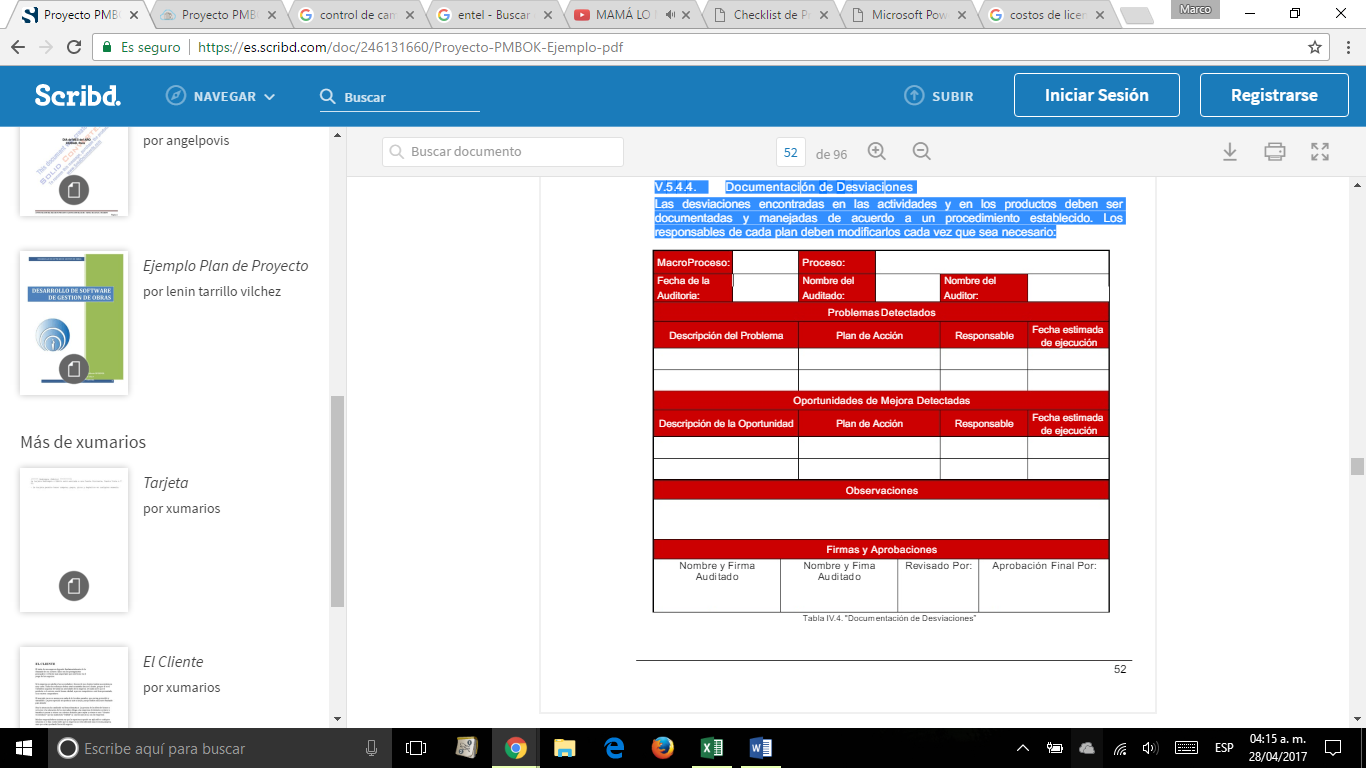 Proyecto PMB
Proyecto PMB
control de cam
entel - Buscar
MAMÁ LO
Checklist de P
Microsoft Pow
costos de licen
Marco
Es seguro
https://es.scribd.com/doc/246131660/Proyecto-PMBOK-Ejemplo-pdf
Scribd.
NAVEGAR
Buscar
SUBIR
Iniciar Sesión
Registrarse
Buscar documento
52
de 96
por angelpovis
DESARROLLO DE SOFTWARE
DE GESTION DE OBRAS
Ejemplo Plan de Proyecto
por lenin tarrillo vilchez
Más de xumarios
Tarjeta
por xumarios
EL CLIENTE
El Cliente
por xumarios
V.5.4.4. Documentación de Desviaciones
Las desviaciones encontradas en las actividades y en los productos deben ser
documentadas y manejadas de acuerdo a un procedimiento establecido. Los
responsables de cada plan deben modificarlos cada vez que sea necesario:
MacroProceso: Proceso:
Fecha de la Auditoria: Nombre del Auditado: Nombre del Auditor:
Problemas Detectados
Descripción del Problema Plan de Acción Responsable Fecha estimada de ejecución
Oportunidades de Mejora Detectadas
Descripción de la Oportunidad Plan de Acción Responsable Fecha estimada de ejecución
Observaciones
Firmas y Aprobaciones
Nombre y Firma Auditado Nombre y Fima Auditado Revisado Por: Aprobación Final Por:
Tabla IV.4. "Documentación de Desviaciones"
52
Escribe aquí para buscar
ESP
04:15 a. m.
28/04/2017